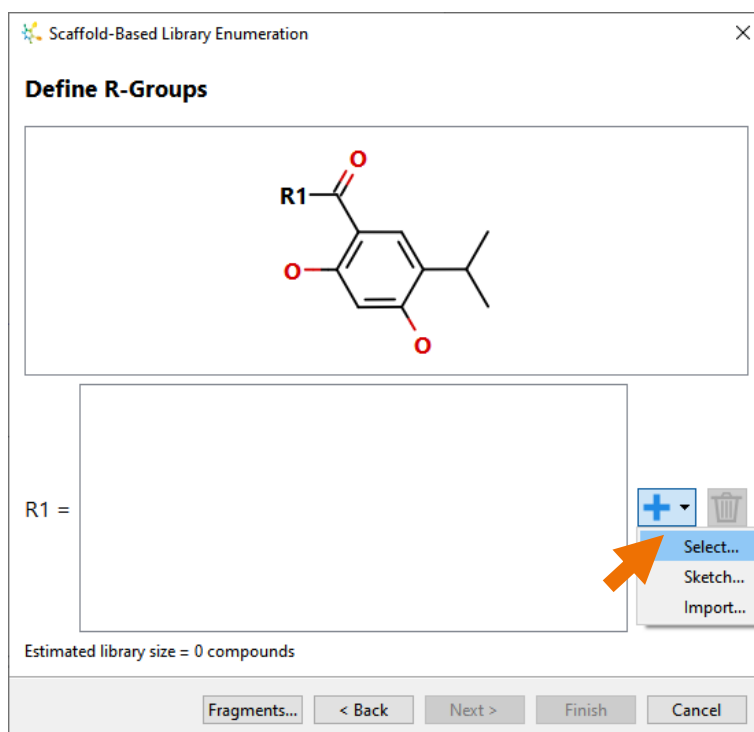 Scaffold-Based Library Enumeration
Define R-Groups
O
R1
O
O
R1 =
Select...
Sketch...
Import...
Estimated library size = 0 compounds
Fragments... < Back Next > Finish Cancel